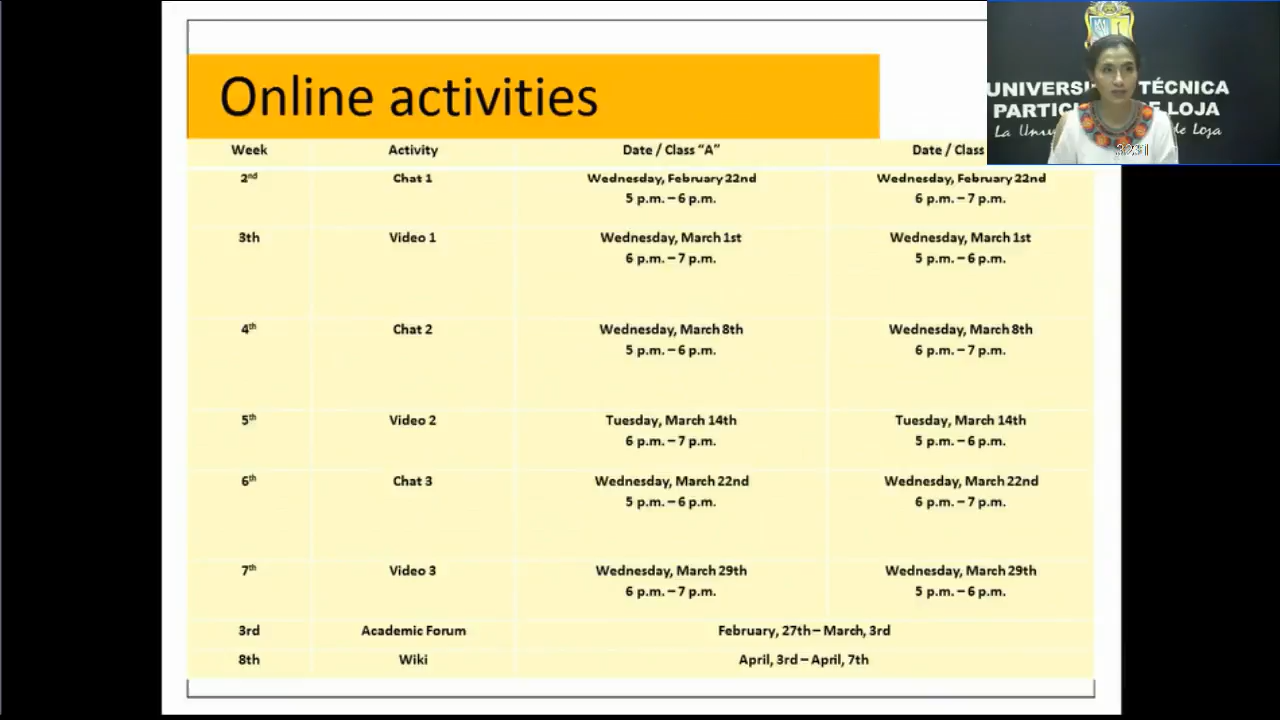 Online activities
UNIVERSI TÉCNICA
PARTIC E LOJA
La de Loja
3231
Week Activity Date / Class "A" Date / Class
2nd Chat 1 Wednesday, February 22nd Wednesday, February 22nd
5 p.m. – 6 p.m. 6 p.m. – 7 p.m.
3th Video 1 Wednesday, March 1st Wednesday, March 1st
6 p.m. – 7 p.m. 5 p.m. – 6 p.m.
4th Chat 2 Wednesday, March 8th Wednesday, March 8th
5 p.m. – 6 p.m. 6 p.m. – 7 p.m.
5th Video 2 Tuesday, March 14th Tuesday, March 14th
6 p.m. – 7 p.m. 5 p.m. – 6 p.m.
6th Chat 3 Wednesday, March 22nd Wednesday, March 22nd
5 p.m. – 6 p.m. 6 p.m. – 7 p.m.
7th Video 3 Wednesday, March 29th Wednesday, March 29th
6 p.m. – 7 p.m. 5 p.m. – 6 p.m.
3rd Academic Forum February, 27th – March, 3rd
8th Wiki April, 3rd – April, 7th